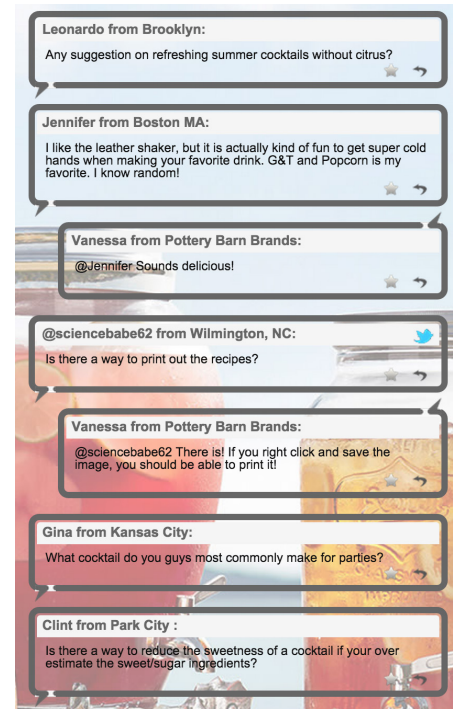 Leonardo from Brooklyn:
Any suggestion on refreshing summer cocktails without citrus?
Jennifer from Boston MA:
I like the leather shaker, but it is actually kind of fun to get super cold
hands when making your favorite drink. G&T and Popcorn is my
favorite. I know random!
Vanessa from Pottery Barn Brands:
@Jennifer Sounds delicious!
@sciencebabe62 from Wilmington, NC:
Is there a way to print out the recipes?
Vanessa from Pottery Barn Brands:
@sciencebabe62 There is! If you right click and save the
image, you should be able to print it!
Gina from Kansas City:
What cocktail do you guys most commonly make for parties?
Clint from Park City :
Is there a way to reduce the sweetness of a cocktail if your over
estimate the sweet/sugar ingredients?